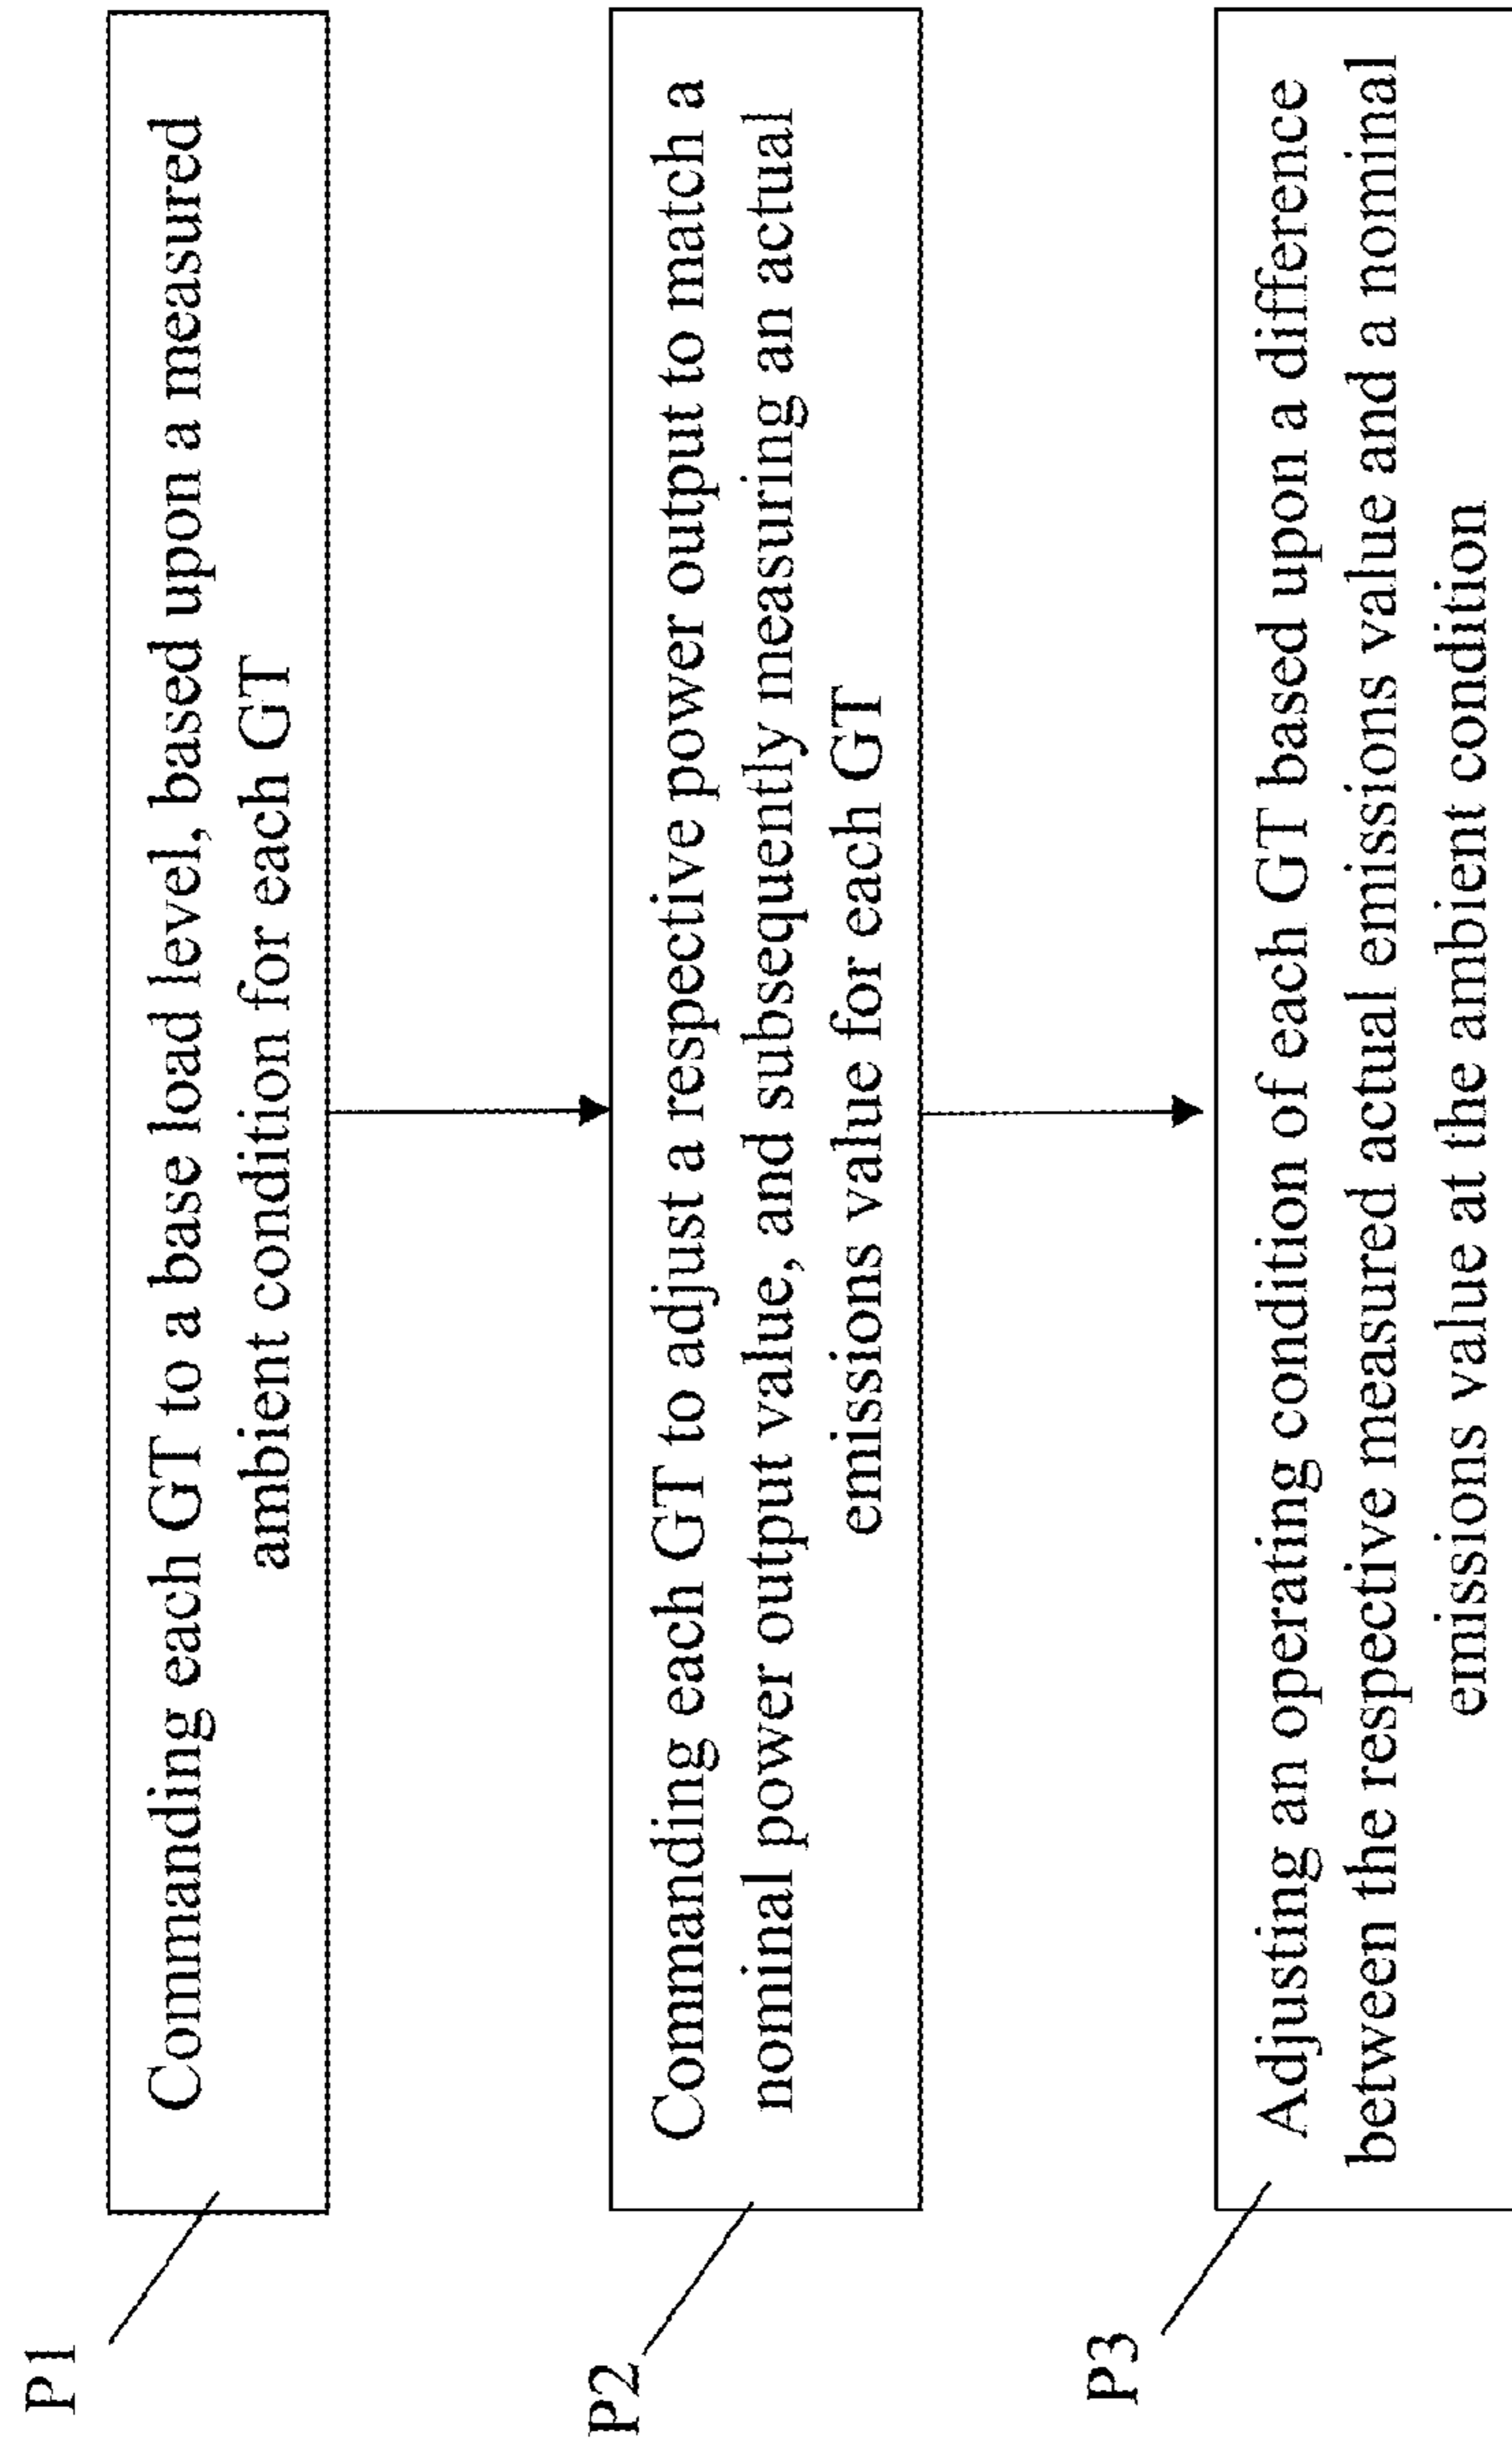 P1
Commanding each GT to a base load level, based upon a measured
ambient condition for each GT
P2
Commanding each GT to adjust a respective power output to match a
nominal power output value, and subsequently measuring an actual
emissions value for each GT
P3
Adjusting an operating condition of each GT based upon a difference
between the respective measured actual emissions value and a nominal
emissions value at the ambient condition